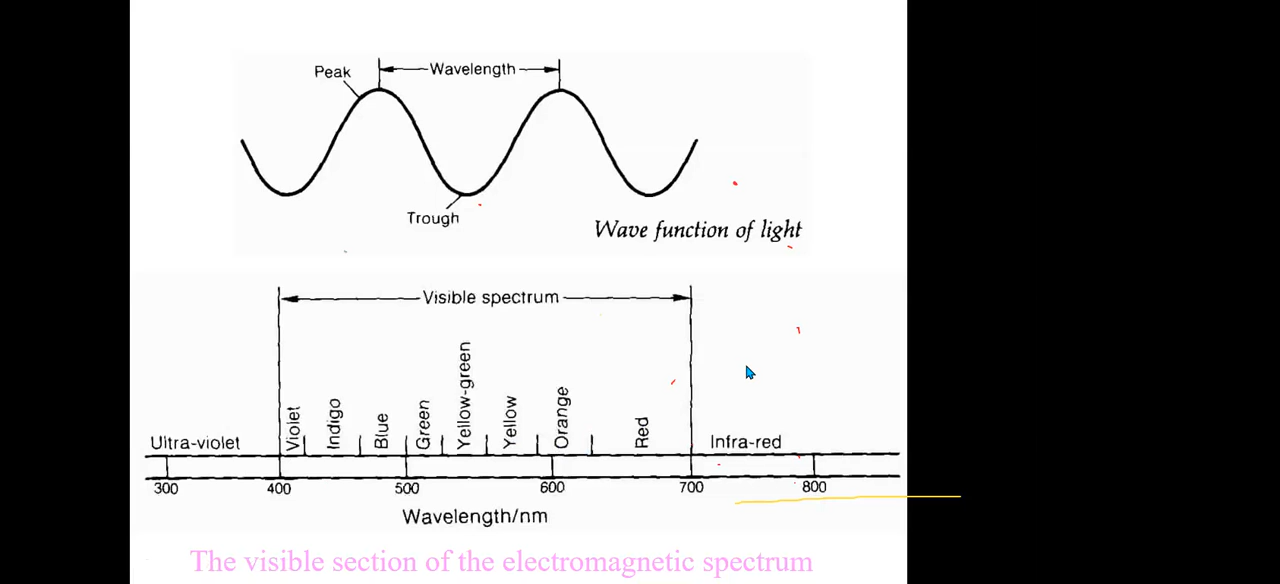 Peak
Wavelength
Trough
Wave function of light
Visible spectrum
Violet
Indigo
Blue
Green
Yellow-green
Yellow
Orange
Red
Ultra-violet
Infra-red
300 400 500 600 700 800
Wavelength/nm
The visible section of the electromagnetic spectrum